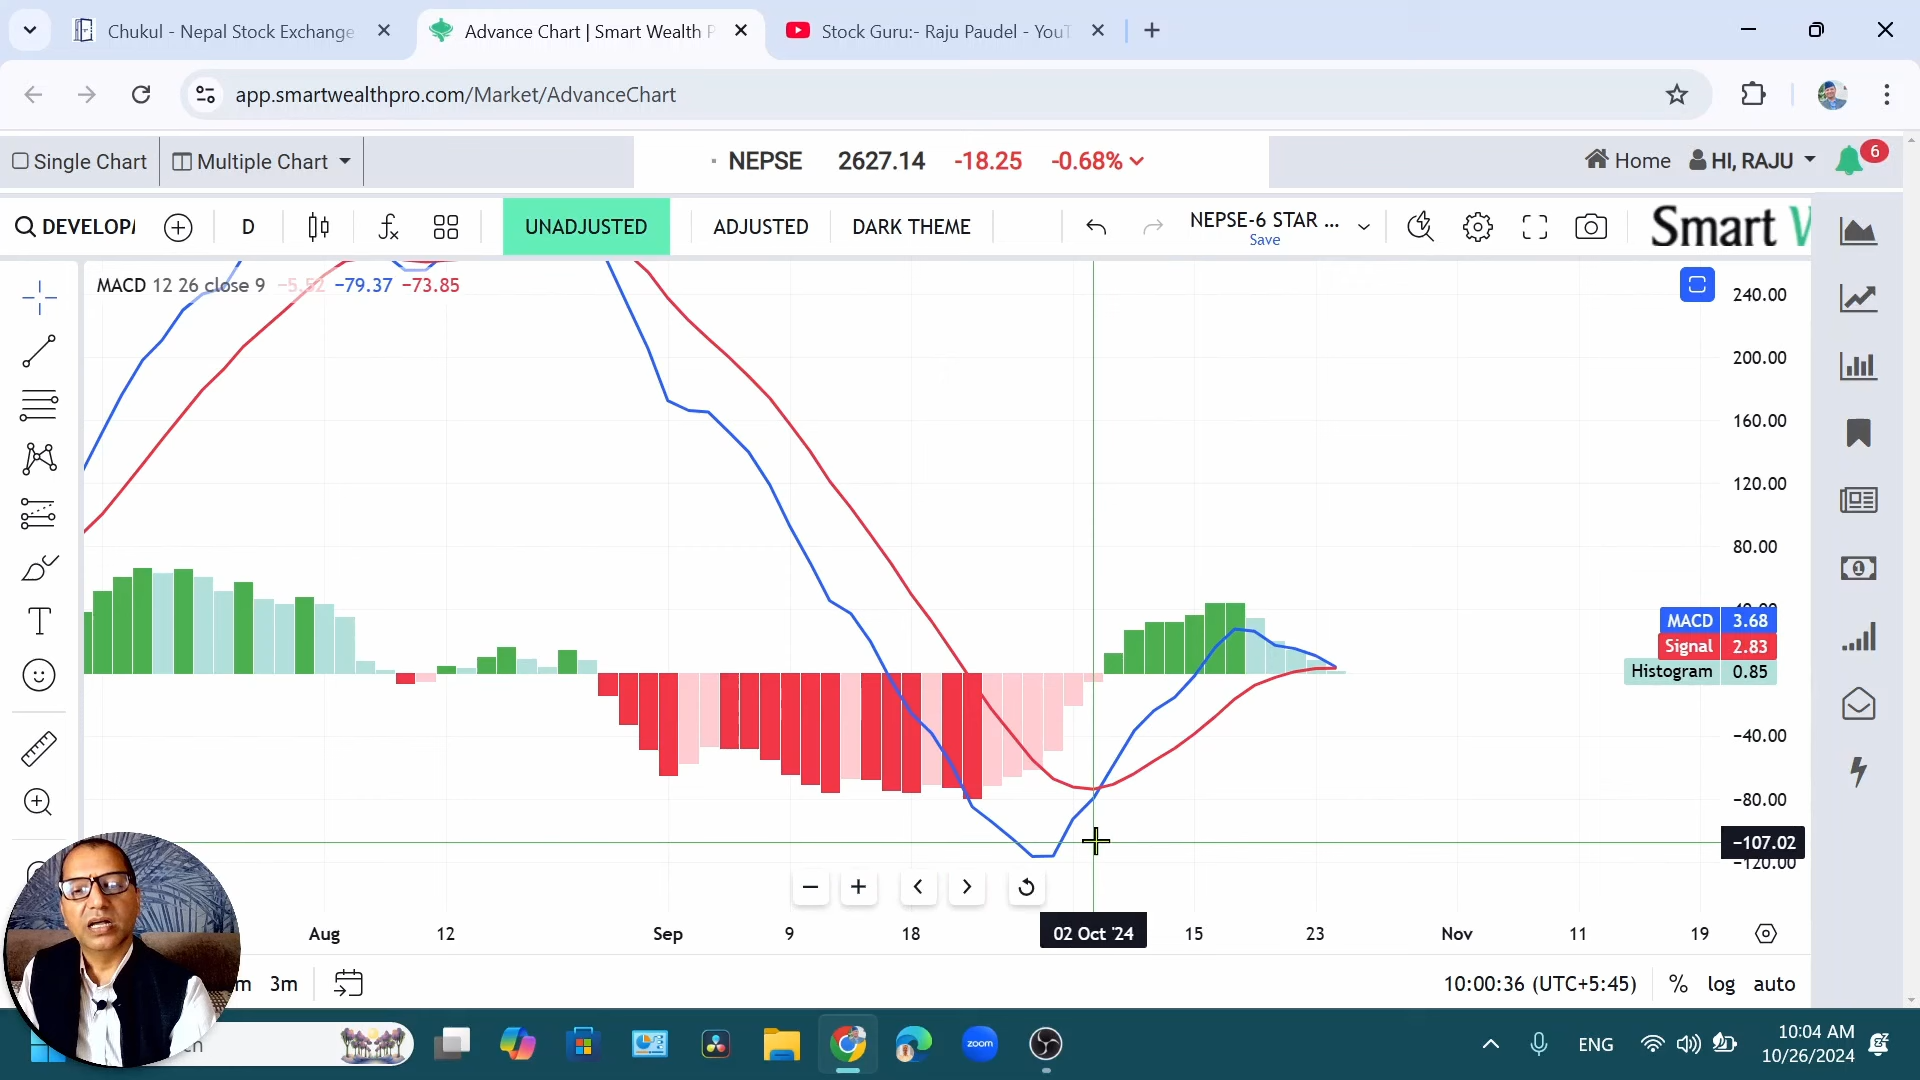 Chukul - Nepal Stock Exchange
Advance Chart | Smart Wealth P
Stock Guru:- Raju Paudel - YouT
app.smartwealthpro.com/Market/AdvanceChart
Single Chart
Multiple Chart
NEPSE 2627.14 -18.25 -0.68%
Home
HI, RAJU
6
DEVELOP
D
UNADJUSTED
ADJUSTED
DARK THEME
NEPSE-6 STAR ...
Save
Smart W
MACD 12 26 close 9 −5.52 −79.37 −73.85
240.00
200.00
160.00
120.00
80.00
MACD 3.68
Signal 2.83
Histogram 0.85
−40.00
−80.00
−107.02
−120.00
Aug 12 Sep 9 18 02 Oct '24 15 23 Nov 11 19
m 3m
10:00:36 (UTC+5:45) % log auto
zoom
ENG
10:04 AM
10/26/2024